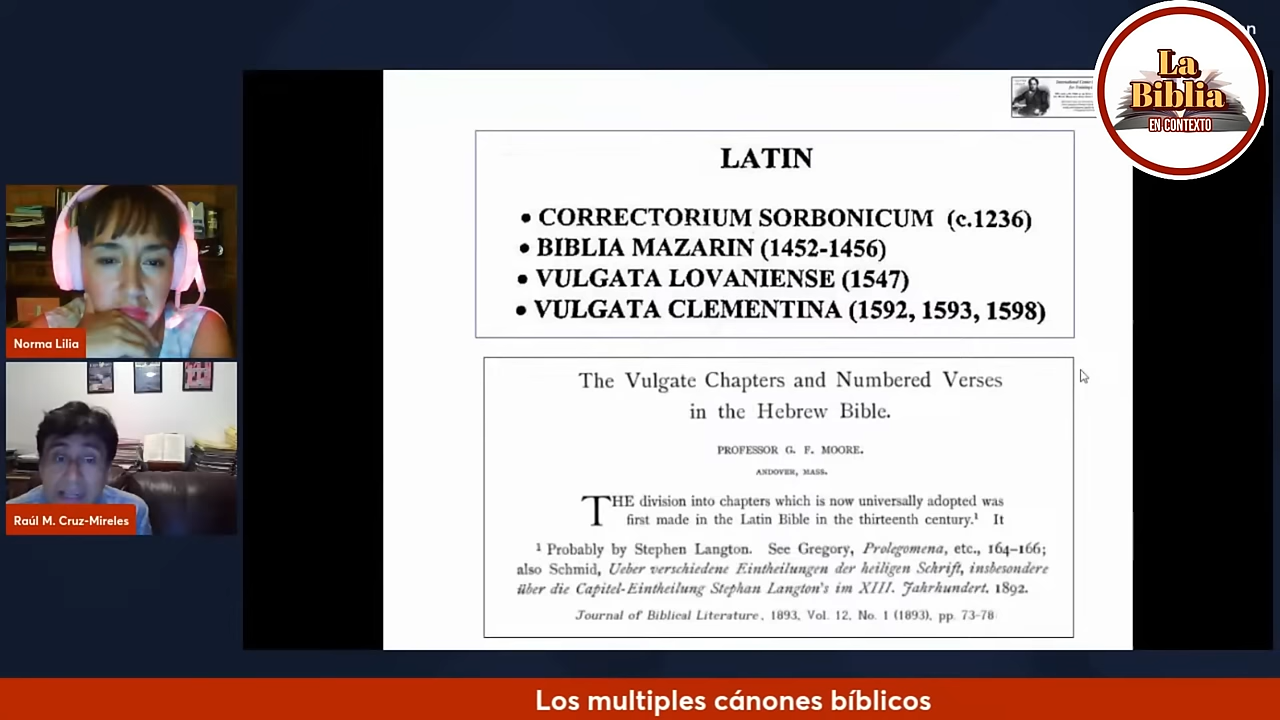 La
Biblia
EN CONTEXTO
LATIN
• CORRECTORIUM SORBONICUM (c.1236)
• BIBLIA MAZARIN (1452-1456)
• VULGATA LOVANIENSE (1547)
• VULGATA CLEMENTINA (1592, 1593, 1598)
The Vulgate Chapters and Numbered Verses
in the Hebrew Bible.
PROFESSOR G. F. MOORE.
ANDOVER, MASS.
THE division into chapters which is now universally adopted was
first made in the Latin Bible in the thirteenth century.¹ It
¹ Probably by Stephen Langton. See Gregory, Prolegomena, etc., 164–166;
also Schmid, Ueber verschiedene Eintheilungen der heiligen Schrift, insbesondere
über die Capitel-Eintheilung Stephan Langton's im XIII. Jahrhundert. 1892.
Journal of Biblical Literature, 1893, Vol. 12, No. 1 (1893), pp. 73-78
Norma Lilia
Raúl M. Cruz-Mireles
Los multiples cánones bíblicos